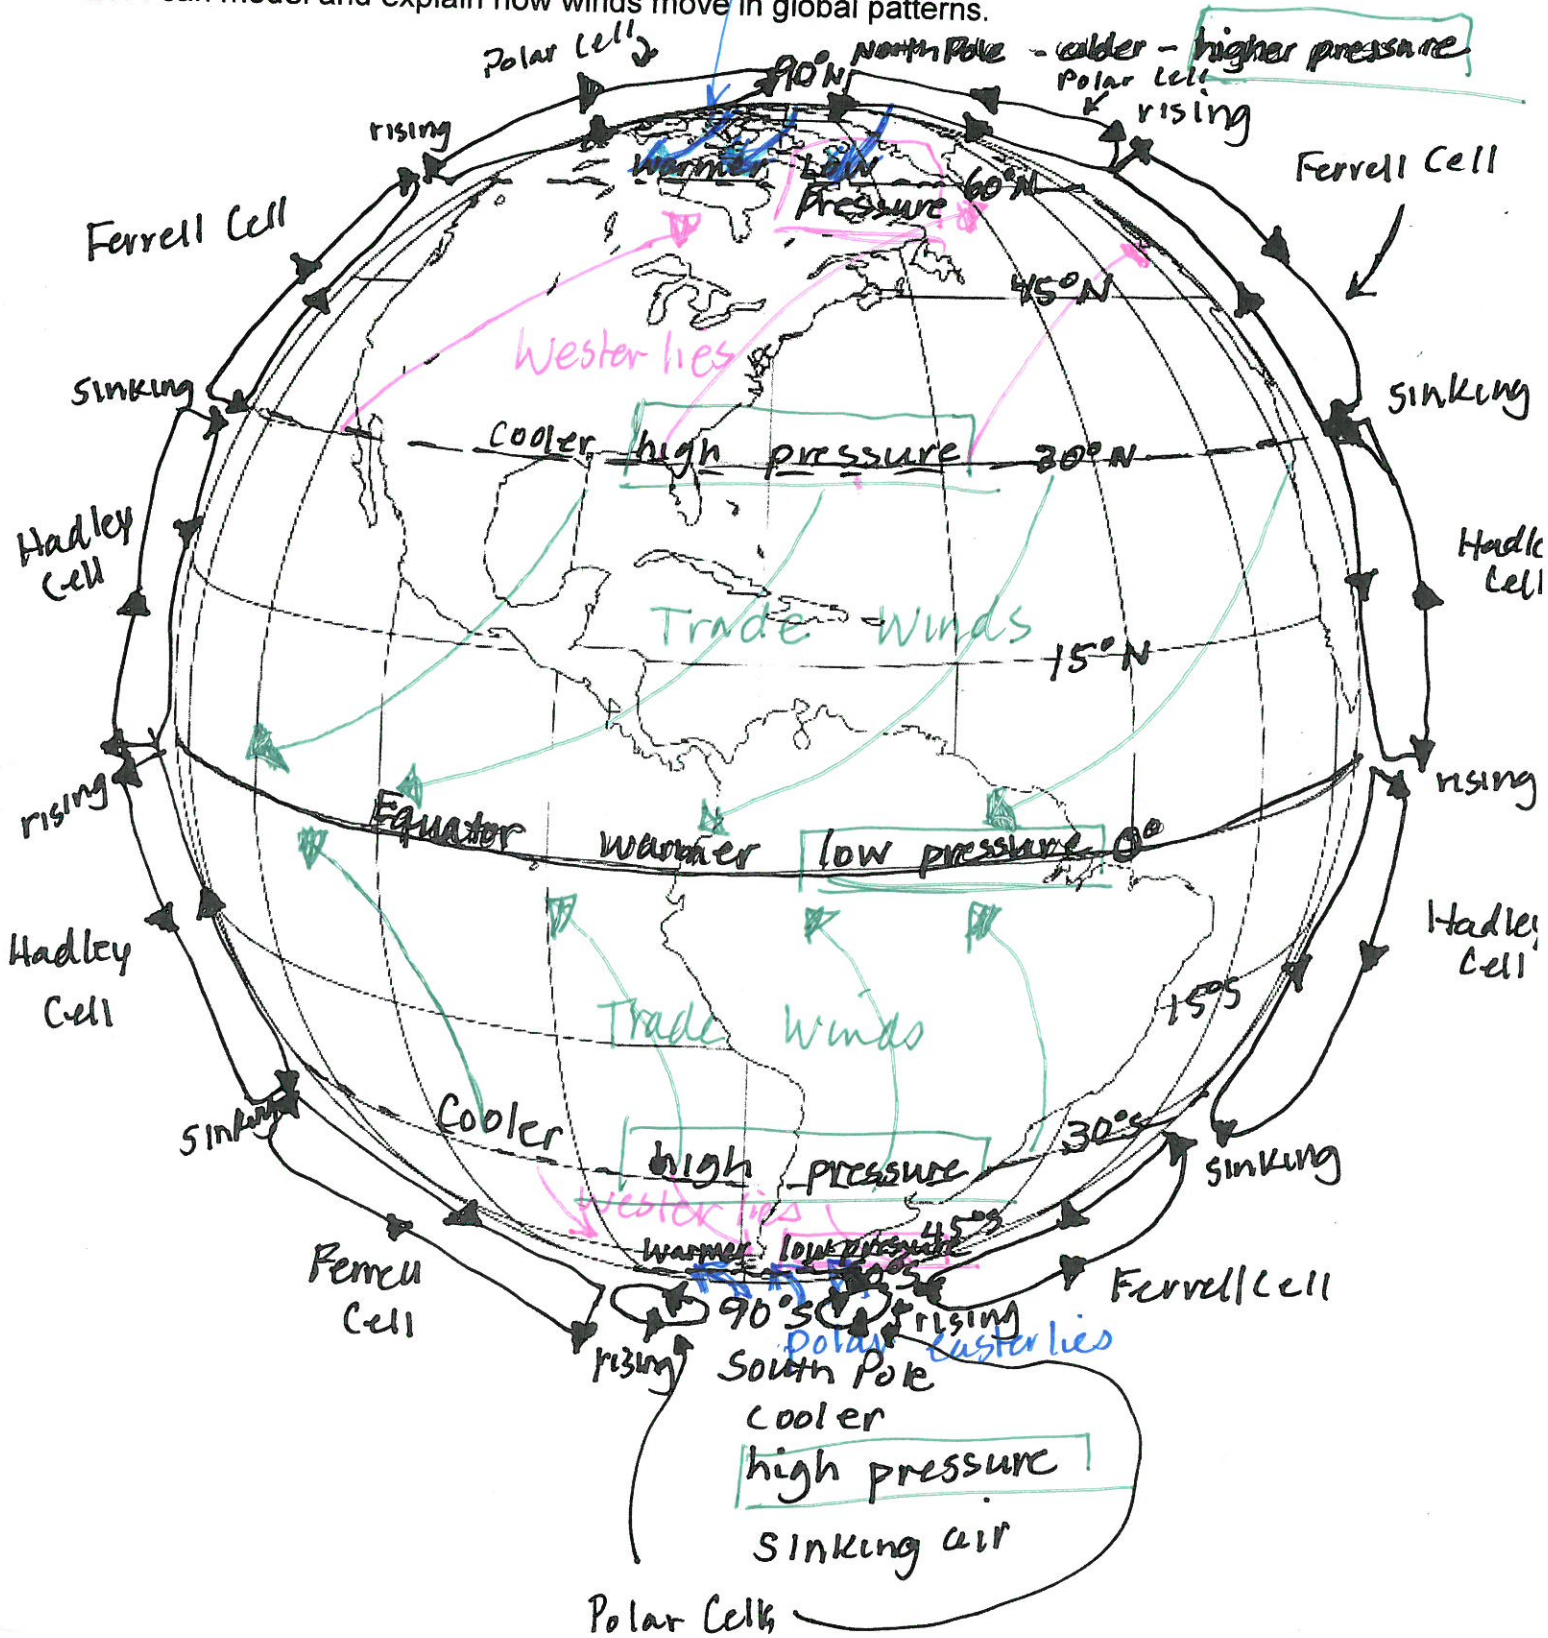 can model and explain how winds move in global patterns.
Polar Cell
90°N North Pole - colder - higher pressure
Polar Cell
rising
rising
Ferrell Cell
Warmer Low
Pressure 60°N
Ferrell Cell
45°N
Westerlies
Sinking
Sinking
Cooler high pressure 30°N
Hadley
Cell
Hadle
Cell
Trade Winds
15°N
rising
rising
Equator warmer low pressure 0°
Hadley
Cell
Hadley
Cell
15°S
Trade Winds
Cooler
30°S
Sinking
high pressure
Sinking
Westerlies
45°S
warmer low pressure
60°S
Ferrell
Cell
Ferrell Cell
90°S
rising
rising
polar easterlies
South Pole
Cooler
high pressure
Sinking air
Polar Cells